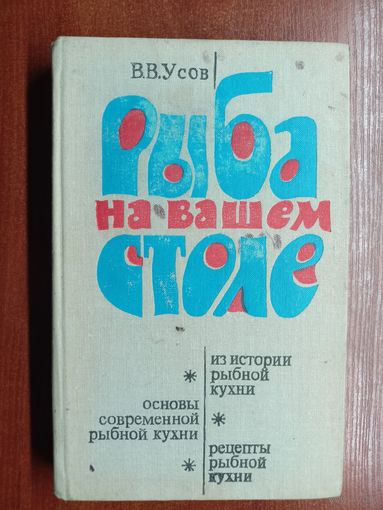 В.В.Усов
Рыба
на вашем
столе
из истории
рыбной
кухни
основы
современной
рыбной кухни
рецепты
рыбной
кухни